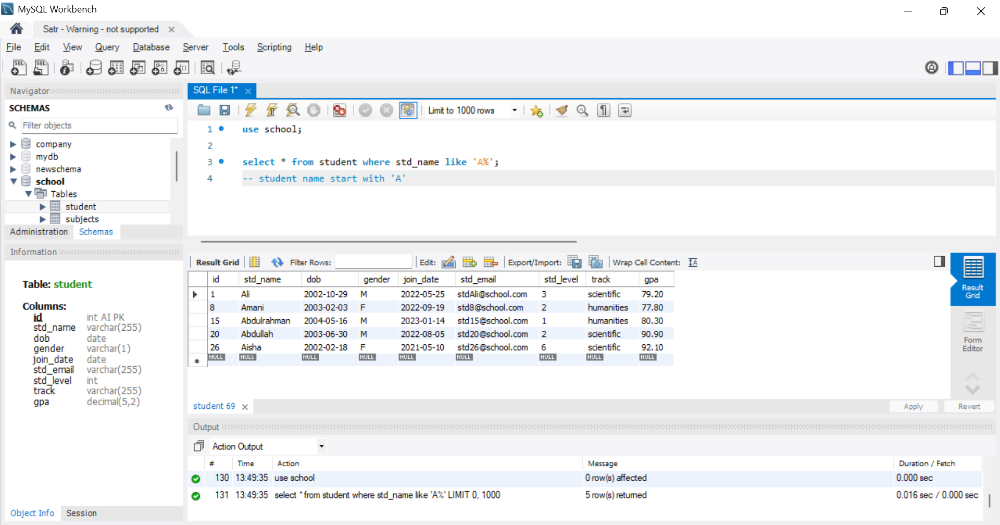 MySQL Workbench
Satr - Warning - not supported
File Edit View Query Database Server Tools Scripting Help
Navigator
SCHEMAS
Filter objects
company
mydb
newschema
school
Tables
student
subjects
Administration Schemas
Information
Table: student
Columns:
id int AI PK
std_name varchar(255)
dob date
gender varchar(1)
join_date date
std_email varchar(255)
std_level int
track varchar(255)
gpa decimal(5,2)
Object Info Session
SQL File 1*
Limit to 1000 rows
1 use school;
2
3 select * from student where std_name like 'A%';
4 -- student name start with 'A'
Result Grid Filter Rows: Edit: Export/Import: Wrap Cell Content:
id std_name dob gender join_date std_email std_level track gpa
1 Ali 2002-10-29 M 2022-05-25 stdAli@school.com 3 scientific 79.20
8 Amani 2003-02-03 F 2022-09-19 std8@school.com 2 humanities 77.80
15 Abdulrahman 2004-05-16 M 2023-01-14 std15@school.com 1 humanities 80.30
20 Abdullah 2003-06-30 M 2022-08-05 std20@school.com 2 scientific 90.90
26 Aisha 2002-02-18 F 2021-05-10 std26@school.com 6 scientific 92.10
NULL NULL NULL NULL NULL NULL NULL NULL NULL
Result
Grid
Form
Editor
student 69
Apply Revert
Output
Action Output
# Time Action Message Duration / Fetch
130 13:49:35 use school 0 row(s) affected 0.000 sec
131 13:49:35 select * from student where std_name like 'A%' LIMIT 0, 1000 5 row(s) returned 0.016 sec / 0.000 sec